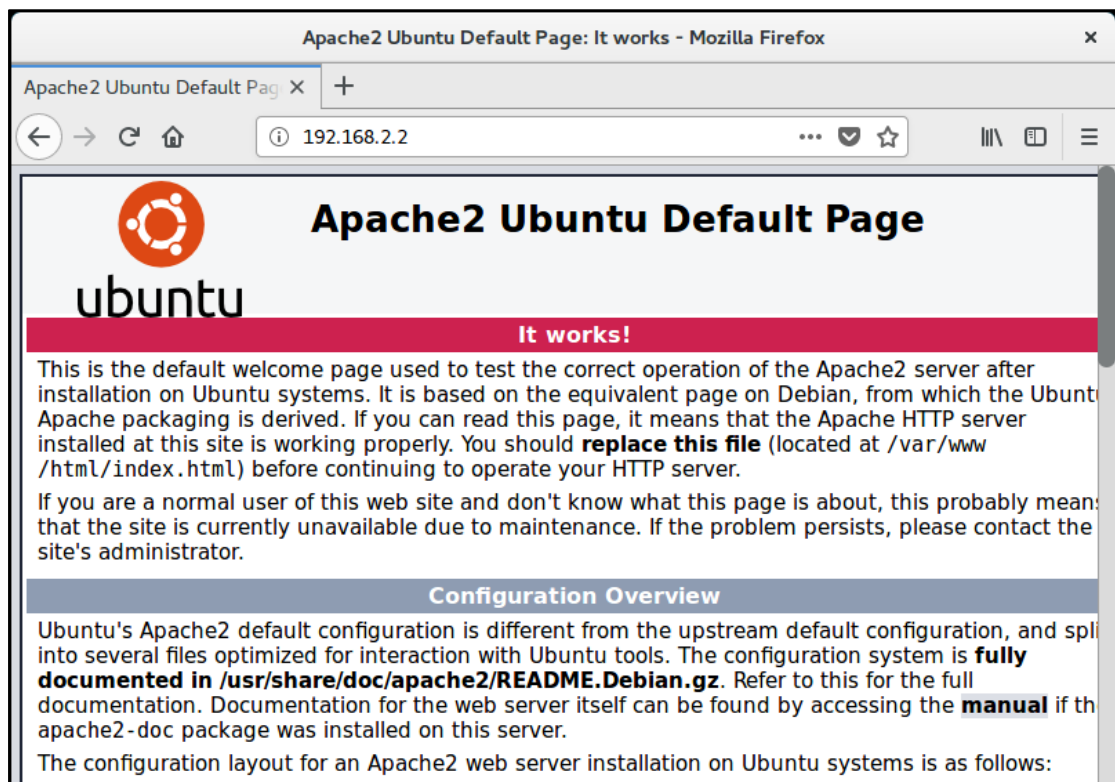 Apache2 Ubuntu Default Page: It works - Mozilla Firefox
Apache2 Ubuntu Default Pag
192.168.2.2
ubuntu
Apache2 Ubuntu Default Page
It works!
This is the default welcome page used to test the correct operation of the Apache2 server after
installation on Ubuntu systems. It is based on the equivalent page on Debian, from which the Ubuntu
Apache packaging is derived. If you can read this page, it means that the Apache HTTP server
installed at this site is working properly. You should replace this file (located at /var/www
/html/index.html) before continuing to operate your HTTP server.
If you are a normal user of this web site and don't know what this page is about, this probably means
that the site is currently unavailable due to maintenance. If the problem persists, please contact the
site's administrator.
Configuration Overview
Ubuntu's Apache2 default configuration is different from the upstream default configuration, and spli
into several files optimized for interaction with Ubuntu tools. The configuration system is fully
documented in /usr/share/doc/apache2/README.Debian.gz. Refer to this for the full
documentation. Documentation for the web server itself can be found by accessing the manual if th
apache2-doc package was installed on this server.
The configuration layout for an Apache2 web server installation on Ubuntu systems is as follows: